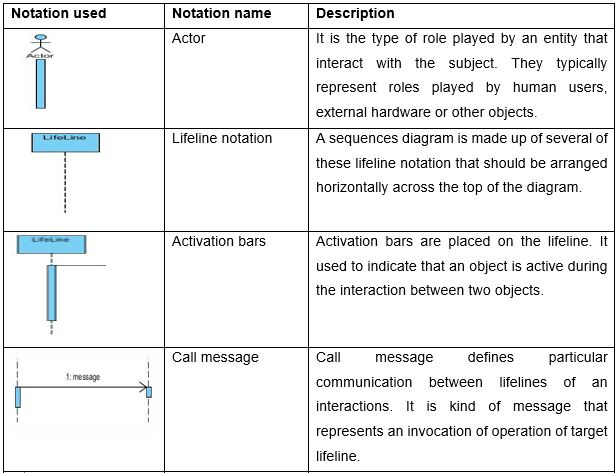 Notation used Notation name Description
Actor
Actor
It is the type of role played by an entity that
interact with the subject. They typically
represent roles played by human users,
external hardware or other objects.
LifeLine
Lifeline notation
A sequences diagram is made up of several of
these lifeline notation that should be arranged
horizontally across the top of the diagram.
LifeLine
Activation bars
Activation bars are placed on the lifeline. It
used to indicate that an object is active during
the interaction between two objects.
1: message
Call message
Call message defines particular
communication between lifelines of an
interactions. It is kind of message that
represents an invocation of operation of target
lifeline.